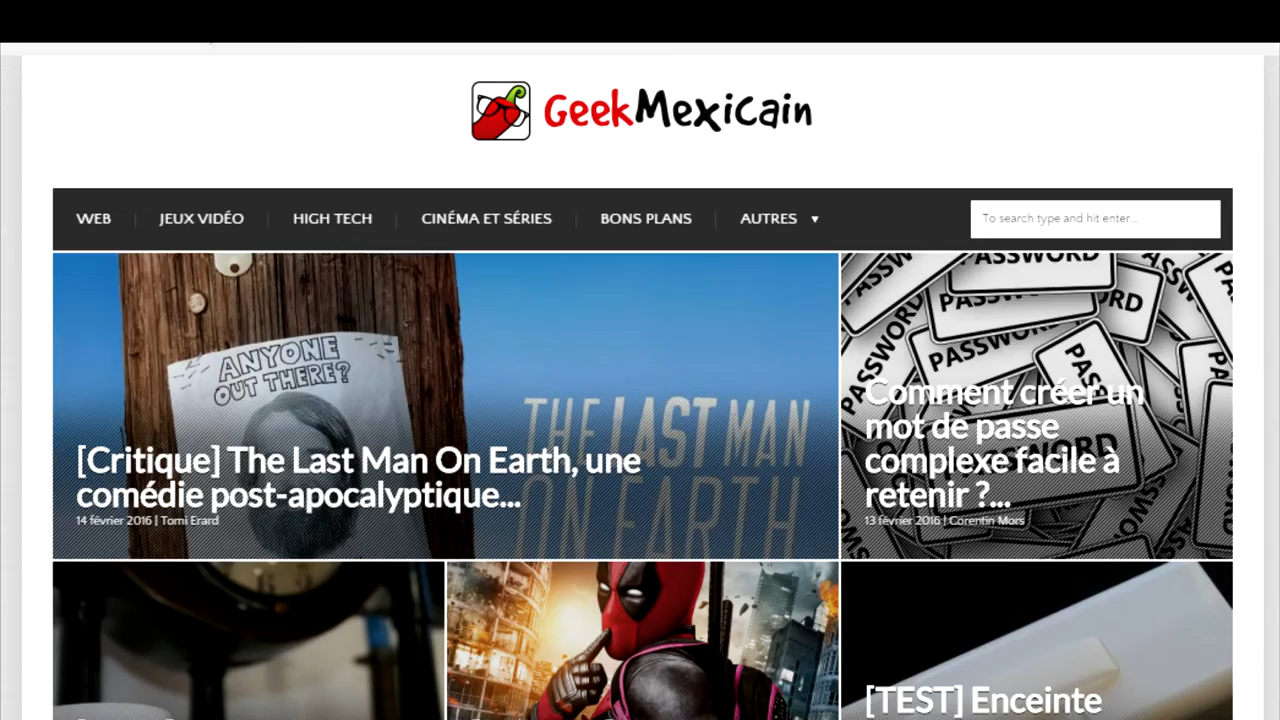 GeekMexicain
WEB
JEUX VIDÉO
HIGH TECH
CINÉMA ET SÉRIES
BONS PLANS
AUTRES ▼
To search type and hit enter...
ANYONE
OUT THERE?
THE LAST MAN
ON EARTH
[Critique] The Last Man On Earth, une
comédie post-apocalyptique...
14 février 2016 | Tomi Erard
PASSWORD
PASSWORD
PASSWORD
PASSWORD
Comment créer un
mot de passe
complexe facile à
retenir ?...
13 février 2016 | Corentin Mors
[TEST] Enceinte